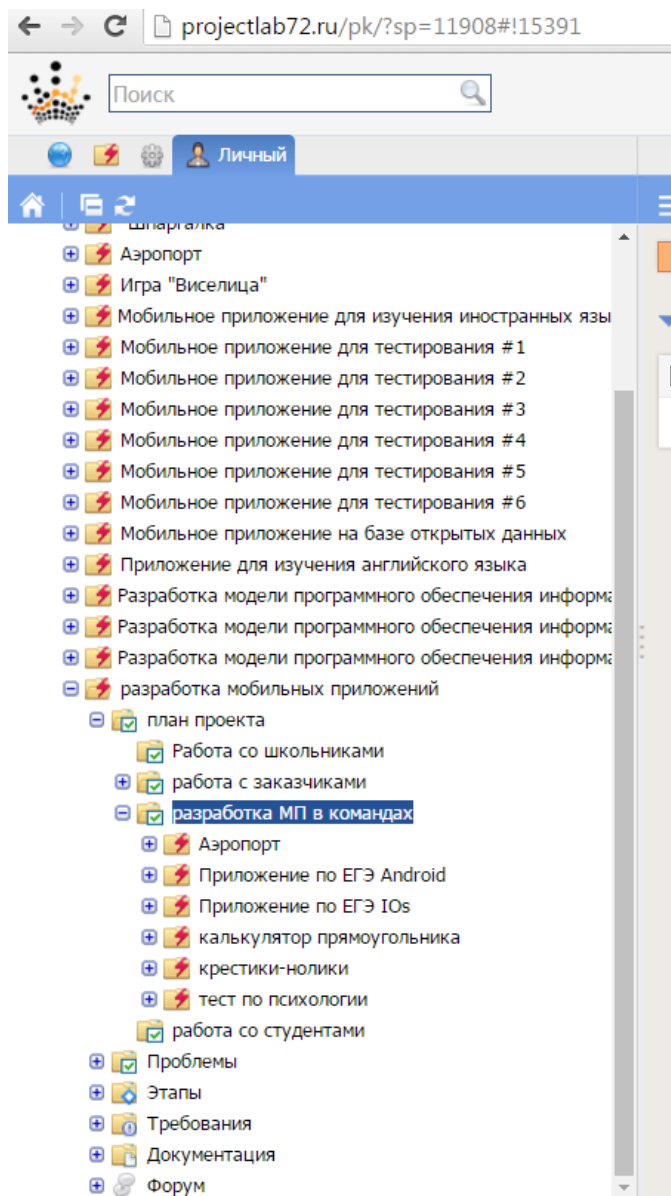 projectlab72.ru/pk/?sp=11908#!15391
Поиск
Личный
Шпаргалка
Аэропорт
Игра "Виселица"
Мобильное приложение для изучения иностранных язы
Мобильное приложение для тестирования #1
Мобильное приложение для тестирования #2
Мобильное приложение для тестирования #3
Мобильное приложение для тестирования #4
Мобильное приложение для тестирования #5
Мобильное приложение для тестирования #6
Мобильное приложение на базе открытых данных
Приложение для изучения английского языка
Разработка модели программного обеспечения информа
Разработка модели программного обеспечения информа
Разработка модели программного обеспечения информа
разработка мобильных приложений
план проекта
Работа со школьниками
работа с заказчиками
разработка МП в командах
Аэропорт
Приложение по ЕГЭ Android
Приложение по ЕГЭ IOs
калькулятор прямоугольника
крестики-нолики
тест по психологии
работа со студентами
Проблемы
Этапы
Требования
Документация
Форум